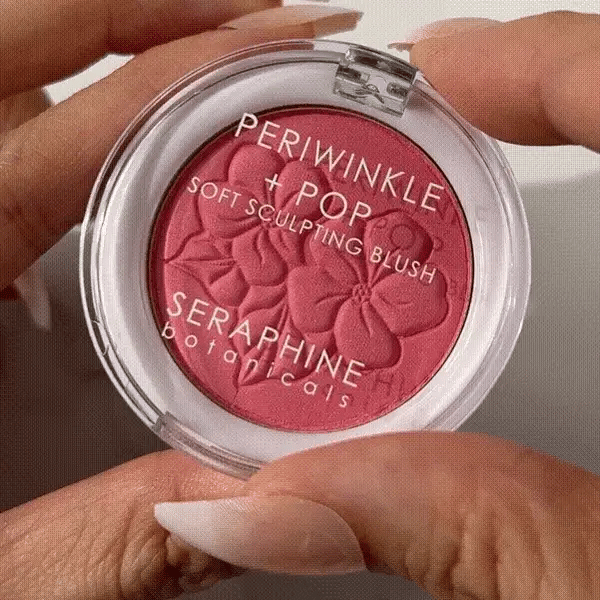 PERIWINKLE
+ POP
SOFT SCULPTING BLUSH
SERAPHINE
botanicals